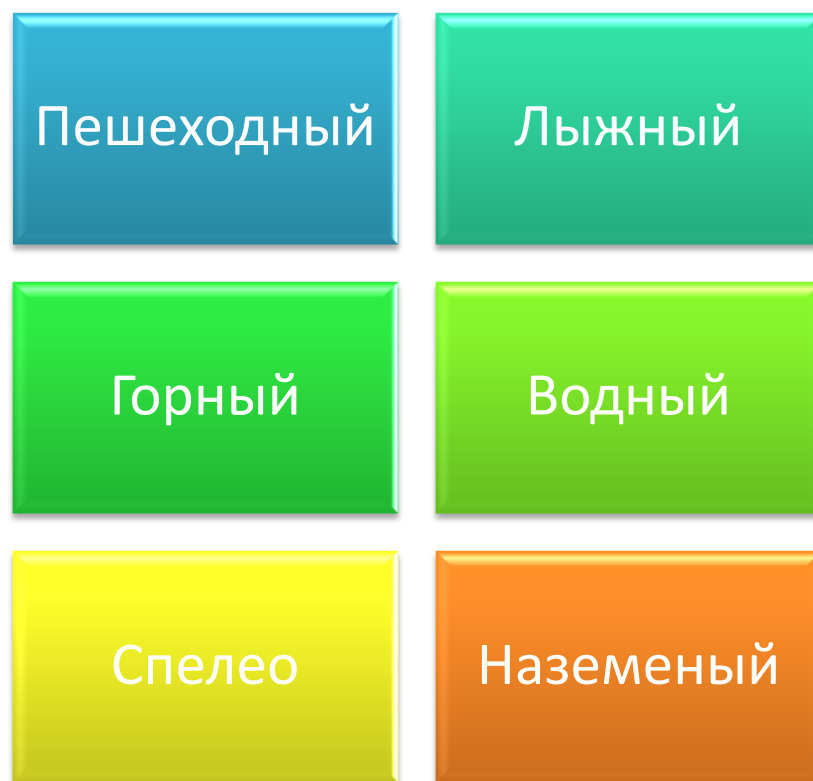 Пешеходный
Лыжный
Горный
Водный
Спелео
Наземеный